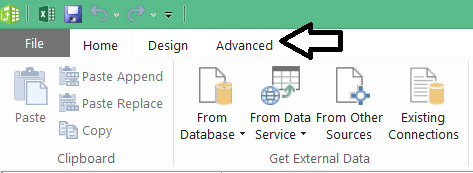 File Home Design Advanced
Paste
Paste Append
Paste Replace
Copy
Clipboard
From
Database
From Data
Service
From Other
Sources
Existing
Connections
Get External Data